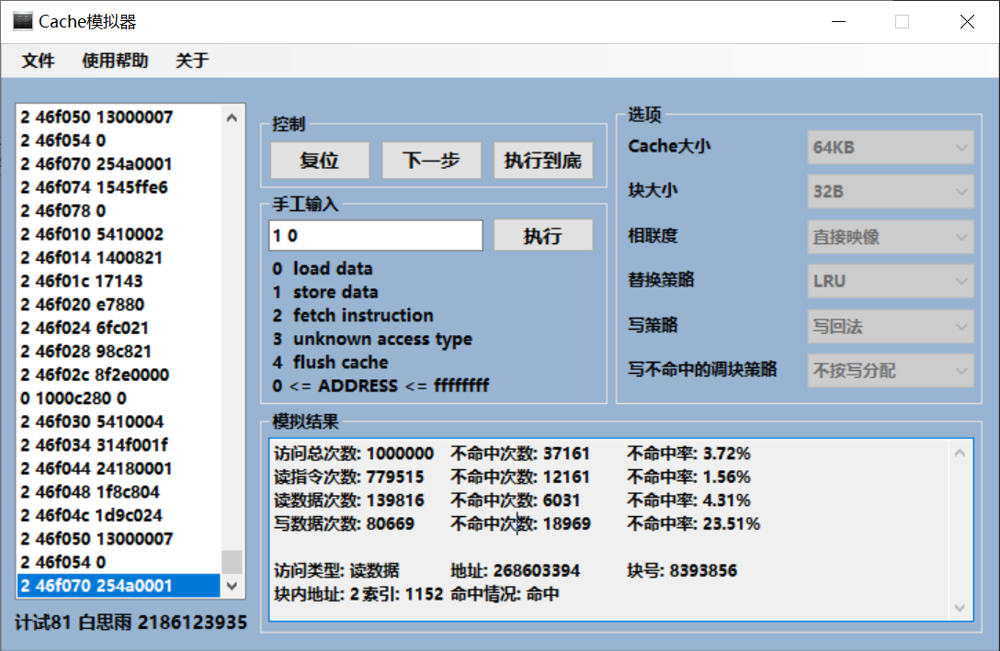 Cache模拟器
文件 使用帮助 关于
2 46f050 13000007
2 46f054 0
2 46f070 254a0001
2 46f074 1545ffe6
2 46f078 0
2 46f010 5410002
2 46f014 1400821
2 46f01c 17143
2 46f020 e7880
2 46f024 6fc021
2 46f028 98c821
2 46f02c 8f2e0000
0 1000c280 0
2 46f030 5410004
2 46f034 314f001f
2 46f044 24180001
2 46f048 1f8c804
2 46f04c 1d9c024
2 46f050 13000007
2 46f054 0
2 46f070 254a0001
计试81 白思雨 2186123935
控制
复位 下一步 执行到底
手工输入
1 0 执行
0 load data
1 store data
2 fetch instruction
3 unknown access type
4 flush cache
0 <= ADDRESS <= ffffffff
选项
Cache大小 64KB
块大小 32B
相联度 直接映像
替换策略 LRU
写策略 写回法
写不命中的调块策略 不按写分配
模拟结果
访问总次数: 1000000 不命中次数: 37161 不命中率: 3.72%
读指令次数: 779515 不命中次数: 12161 不命中率: 1.56%
读数据次数: 139816 不命中次数: 6031 不命中率: 4.31%
写数据次数: 80669 不命中次数: 18969 不命中率: 23.51%
访问类型: 读数据 地址: 268603394 块号: 8393856
块内地址: 2 索引: 1152 命中情况: 命中